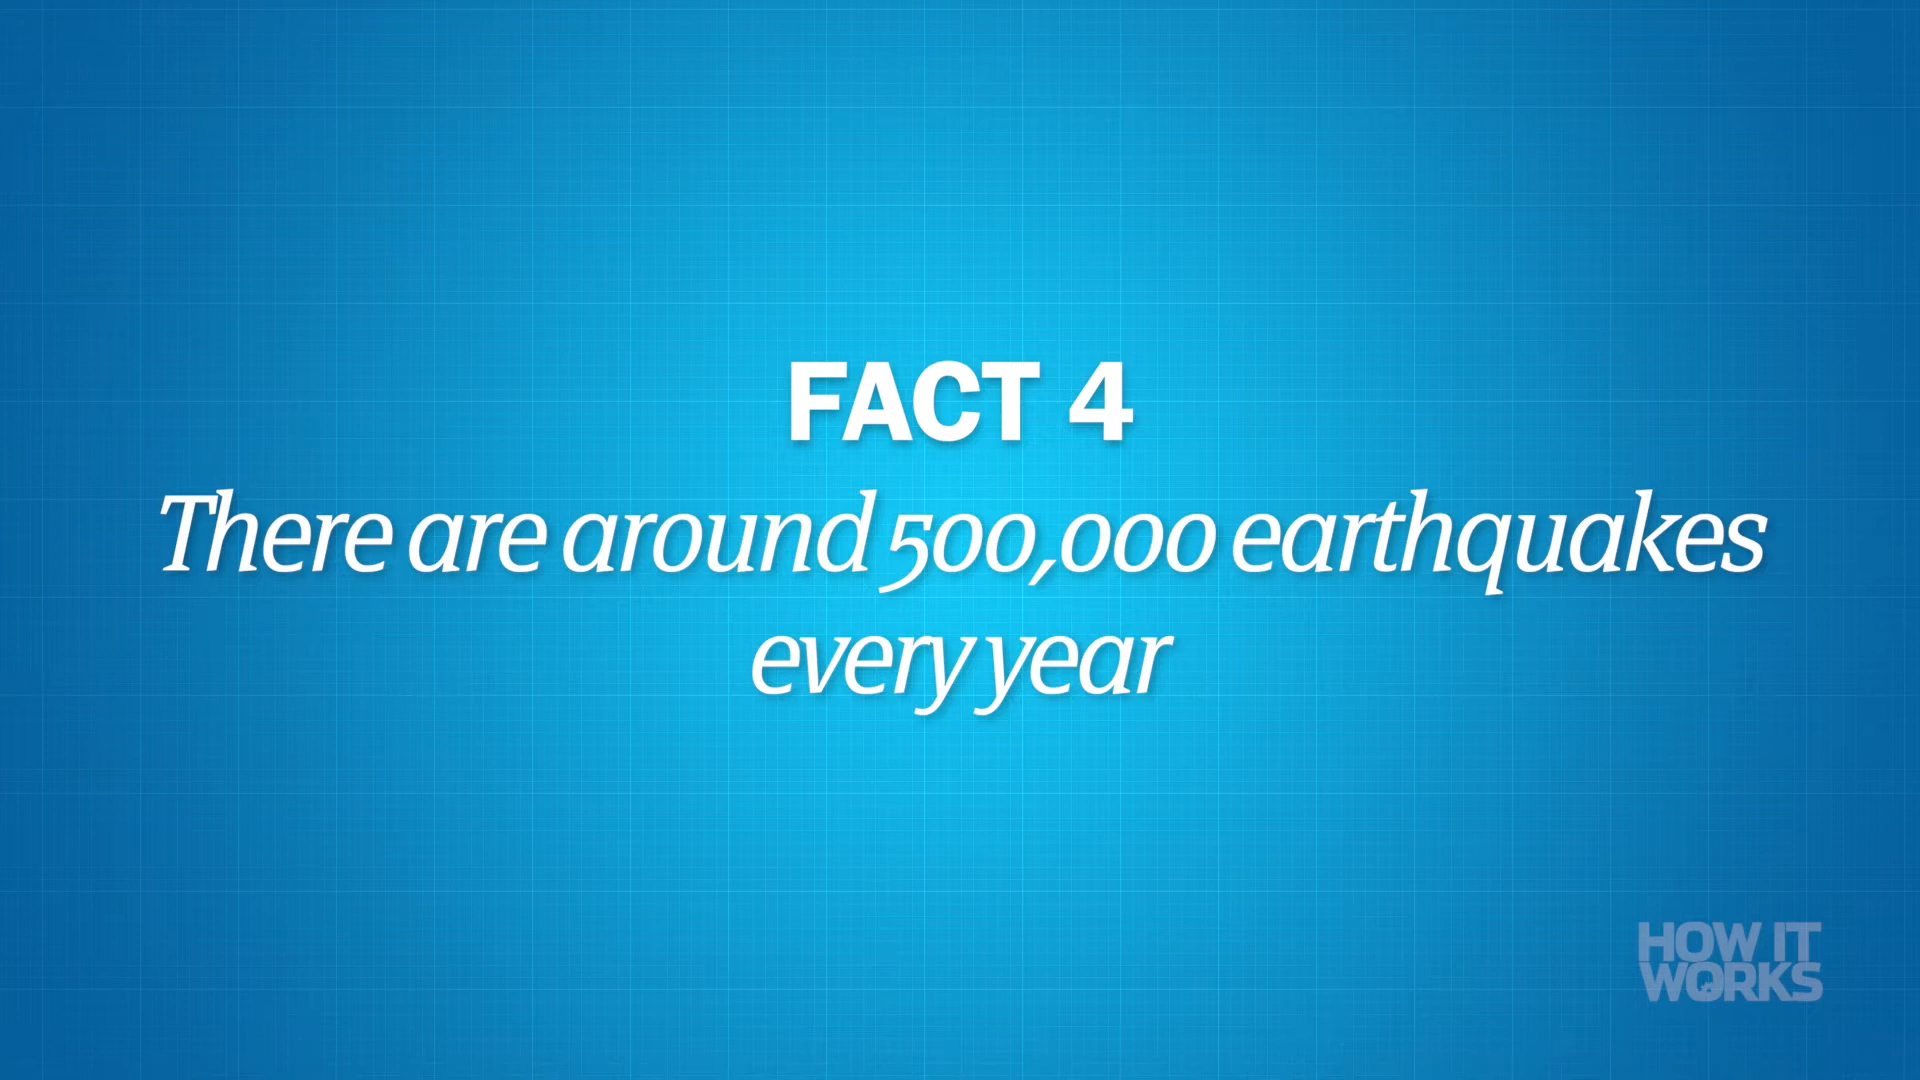 FACT 4
There are around 500,000 earthquakes
every year
HOW IT
WORKS